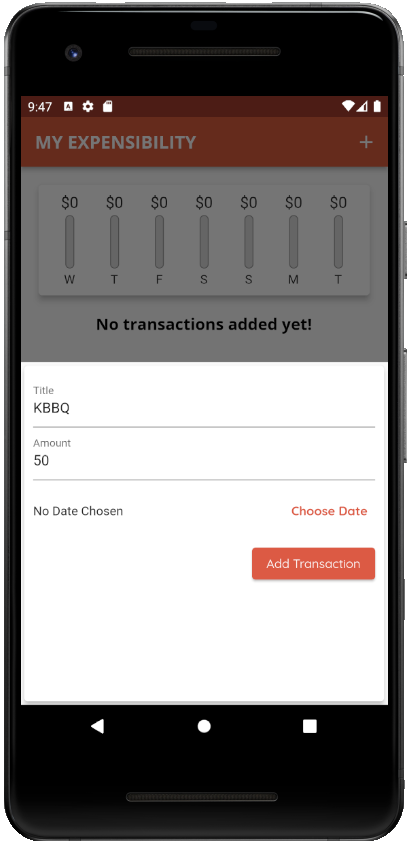 9:47
MY EXPENSIBILITY +
$0 $0 $0 $0 $0 $0 $0
W T F S S M T
No transactions added yet!
Title
KBBQ
Amount
50
No Date Chosen Choose Date
Add Transaction